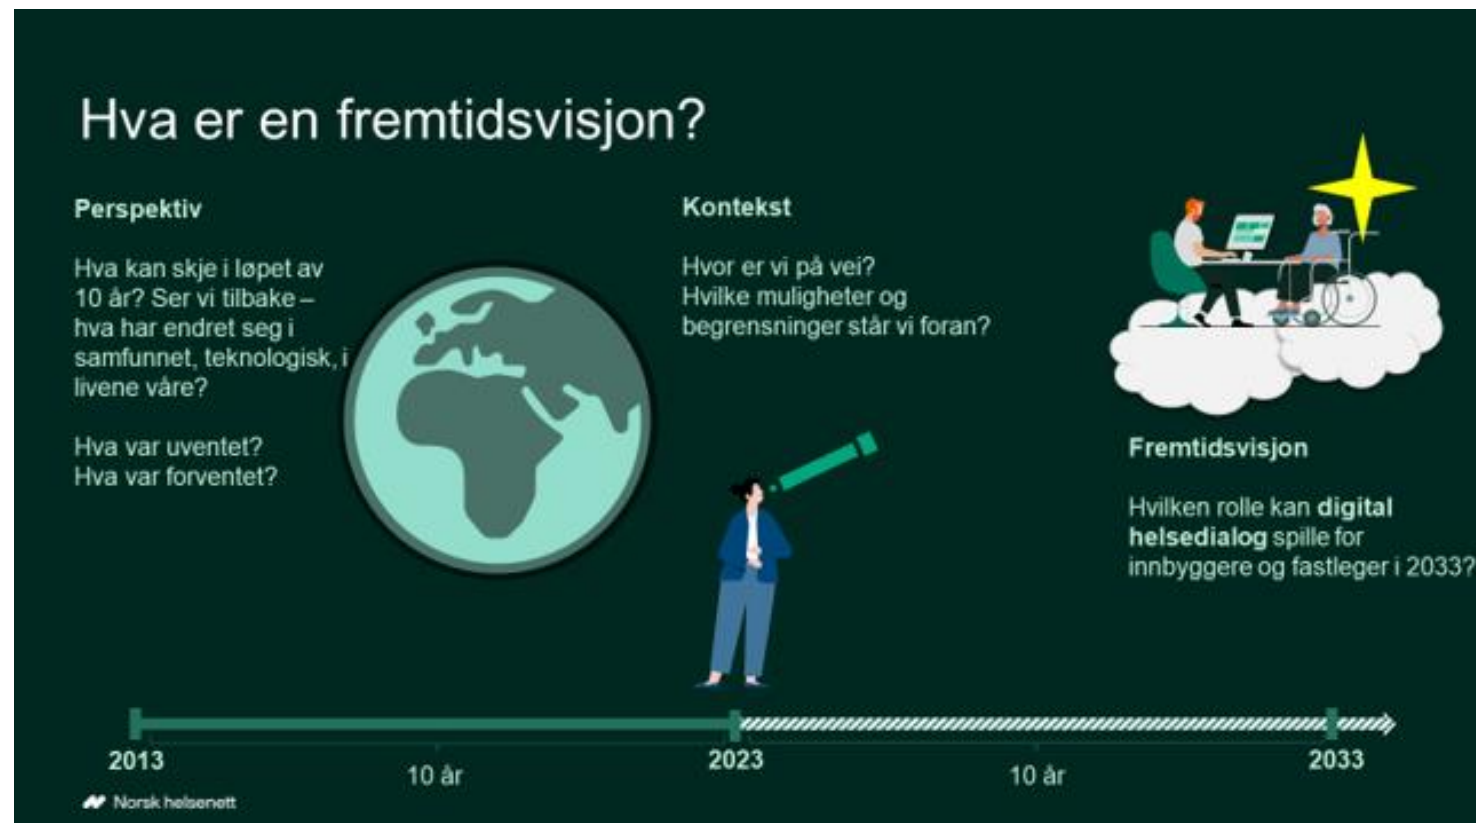 Hva er en fremtidsvisjon?
Perspektiv
Hva kan skje i løpet av
10 år? Ser vi tilbake –
hva har endret seg i
samfunnet, teknologisk, i
livene våre?
Hva var uventet?
Hva var forventet?
Kontekst
Hvor er vi på vei?
Hvilke muligheter og
begrensninger står vi foran?
Fremtidsvisjon
Hvilken rolle kan digital
helsedialog spille for
innbyggere og fastleger i 2033?
2013
10 år
2023
10 år
2033
Norsk helsenett